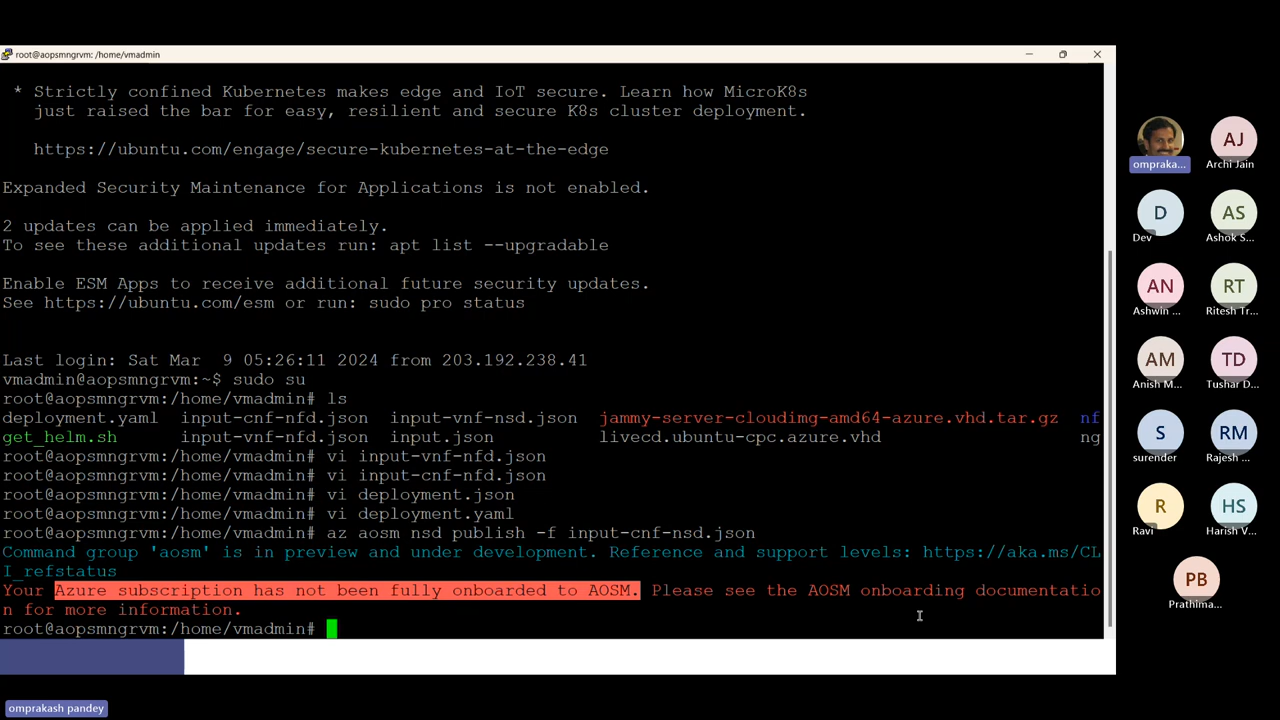 root@aopsmngrvm: /home/vmadmin
* Strictly confined Kubernetes makes edge and IoT secure. Learn how MicroK8s
just raised the bar for easy, resilient and secure K8s cluster deployment.
https://ubuntu.com/engage/secure-kubernetes-at-the-edge
Expanded Security Maintenance for Applications is not enabled.
2 updates can be applied immediately.
To see these additional updates run: apt list --upgradable
Enable ESM Apps to receive additional future security updates.
See https://ubuntu.com/esm or run: sudo pro status
Last login: Sat Mar  9 05:26:11 2024 from 203.192.238.41
vmadmin@aopsmngrvm:~$ sudo su
root@aopsmngrvm:/home/vmadmin# ls
deployment.yaml  input-cnf-nfd.json  input-vnf-nsd.json  jammy-server-cloudimg-amd64-azure.vhd.tar.gz  nf
get_helm.sh  input-vnf-nfd.json  input.json  livecd.ubuntu-cpc.azure.vhd  ng
root@aopsmngrvm:/home/vmadmin# vi input-vnf-nfd.json
root@aopsmngrvm:/home/vmadmin# vi input-cnf-nfd.json
root@aopsmngrvm:/home/vmadmin# vi deployment.json
root@aopsmngrvm:/home/vmadmin# vi deployment.yaml
root@aopsmngrvm:/home/vmadmin# az aosm nsd publish -f input-cnf-nsd.json
Command group 'aosm' is in preview and under development. Reference and support levels: https://aka.ms/CL
I_refstatus
Your Azure subscription has not been fully onboarded to AOSM. Please see the AOSM onboarding documentatio
n for more information.
root@aopsmngrvm:/home/vmadmin#
ompraka...
AJ
Archi Jain
D
Dev
AS
Ashok S...
AN
Ashwin ...
RT
Ritesh Tr...
AM
Anish M...
TD
Tushar D...
S
surender
RM
Rajesh ...
R
Ravi
HS
Harish V...
PB
Prathima...
omprakash pandey